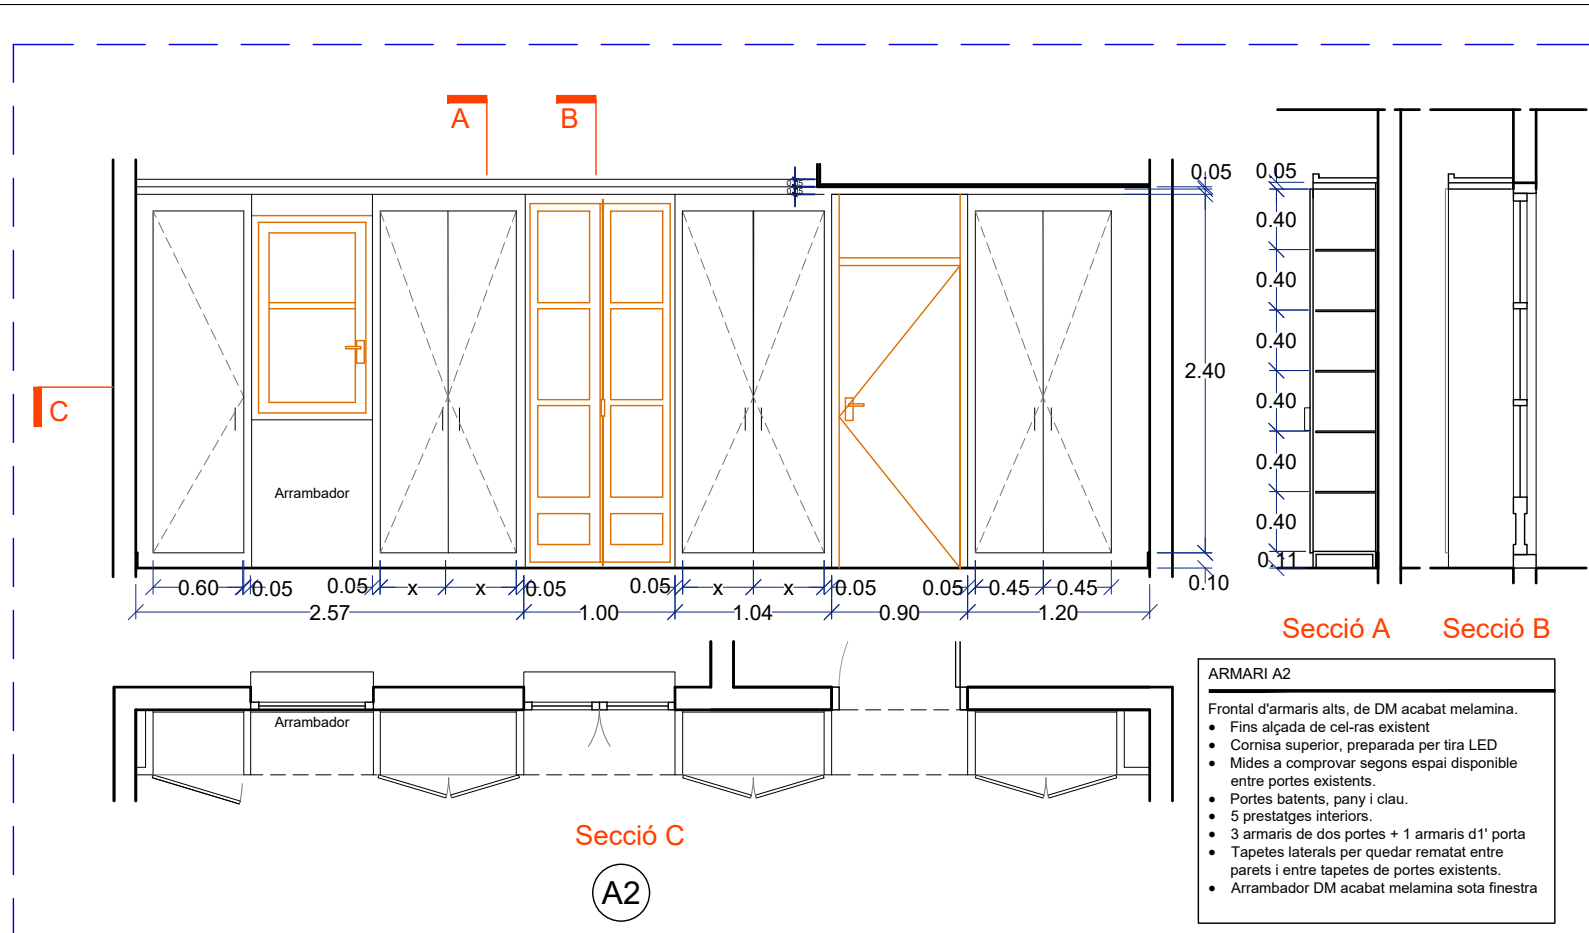 A
B
0.05
0.05
0.05
0.05
0.40
0.40
0.40
2.40
0.40
C
0.40
Arrambador
0.40
0.11
0.10
0.60
0.05
0.05
x
x
0.05
0.05
x
x
0.05
0.05
0.45
0.45
2.57
1.00
1.04
0.90
1.20
Secció A
Secció B
Arrambador
Secció C
A2
ARMARI A2
Frontal d'armaris alts, de DM acabat melamina.
• Fins alçada de cel-ras existent
• Cornisa superior, preparada per tira LED
• Mides a comprovar segons espai disponible
entre portes existents.
• Portes batents, pany i clau.
• 5 prestatges interiors.
• 3 armaris de dos portes + 1 armaris d1' porta
• Tapetes laterals per quedar rematat entre
parets i entre tapetes de portes existents.
• Arrambador DM acabat melamina sota finestra